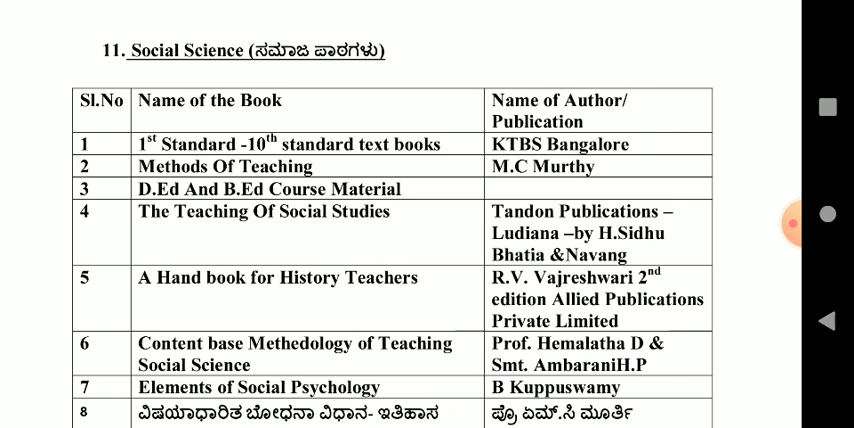 11. Social Science (ಸಮಾಜ ಪಾಠಗಳು)
Sl.No Name of the Book Name of Author/
Publication
1 1st Standard -10th standard text books KTBS Bangalore
2 Methods Of Teaching M.C Murthy
3 D.Ed And B.Ed Course Material
4 The Teaching Of Social Studies Tandon Publications –
Ludiana –by H.Sidhu
Bhatia &Navang
5 A Hand book for History Teachers R.V. Vajreshwari 2nd
edition Allied Publications
Private Limited
6 Content base Methedology of Teaching Prof. Hemalatha D &
Social Science Smt. AmbaraniH.P
7 Elements of Social Psychology B Kuppuswamy
8 ವಿಷಯಾಧಾರಿತ ಬೋಧನಾ ವಿಧಾನ- ಇತಿಹಾಸ ಪ್ರೊ ಏಮ್.ಸಿ ಮೂರ್ತಿ